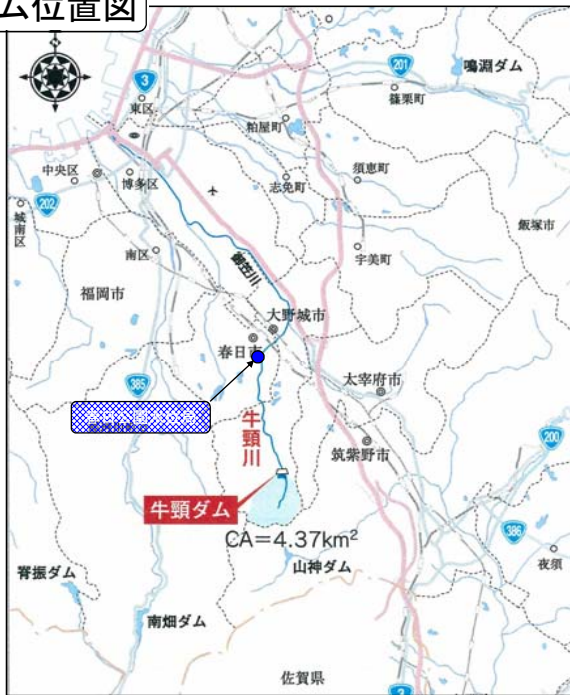 ム位置図
3
201
鳴淵ダム
東区
篠栗町
粕屋町
中央区
博多区
志免町
須恵町
202
城南区
飯塚市
南区
御笠川
宇美町
福岡市
大野城市
春日市
385
太宰府市
牛頸川
200
筑紫野市
牛頸ダム
CA=4.37km²
386
脊振ダム
山神ダム
夜須
南畑ダム
佐賀県
3